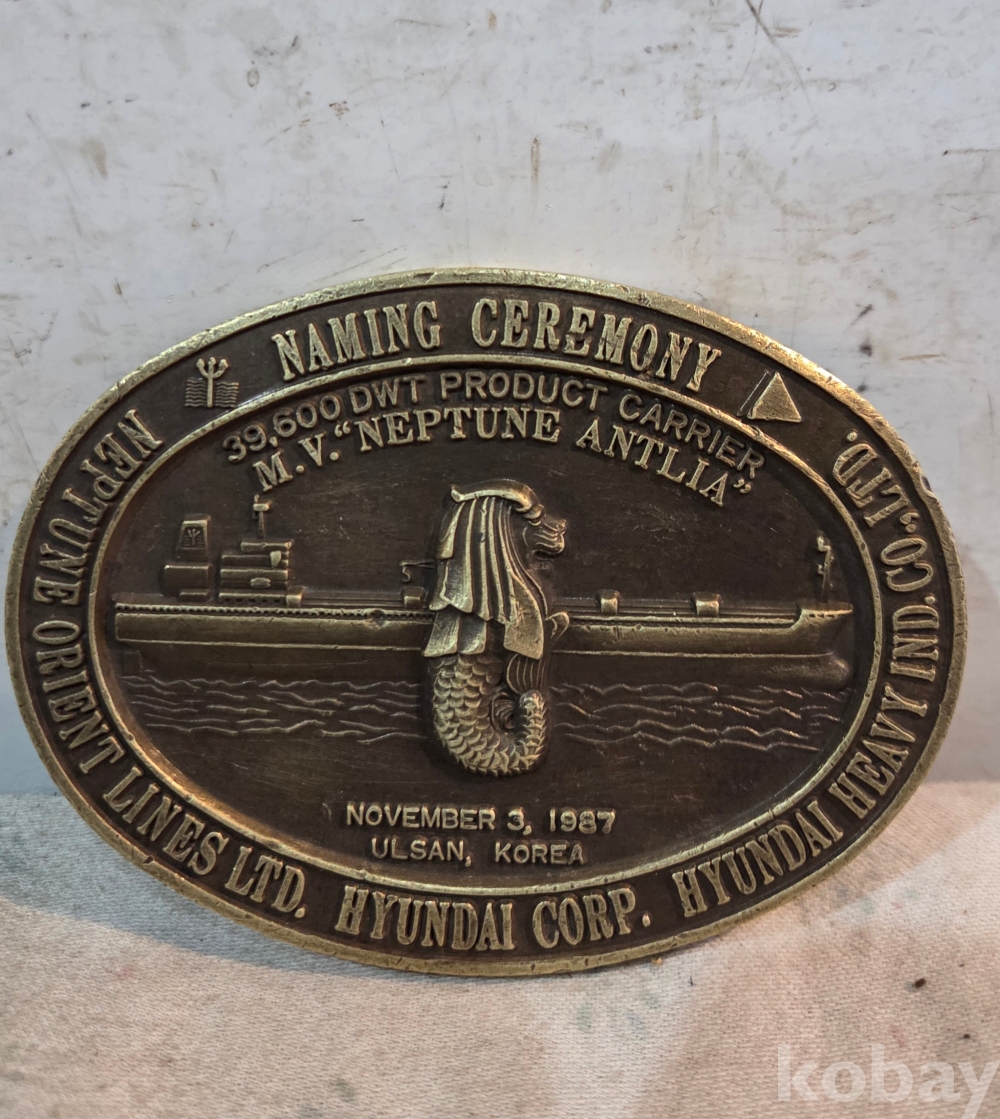 NAMING CEREMONY
39,600 DWT PRODUCT CARRIER
M.V. “NEPTUNE ANTLIA”
NOVEMBER 3, 1987
ULSAN, KOREA
NEPTUNE ORIENT LINES LTD. HYUNDAI CORP. HYUNDAI HEAVY IND.CO.,LTD.
kobay